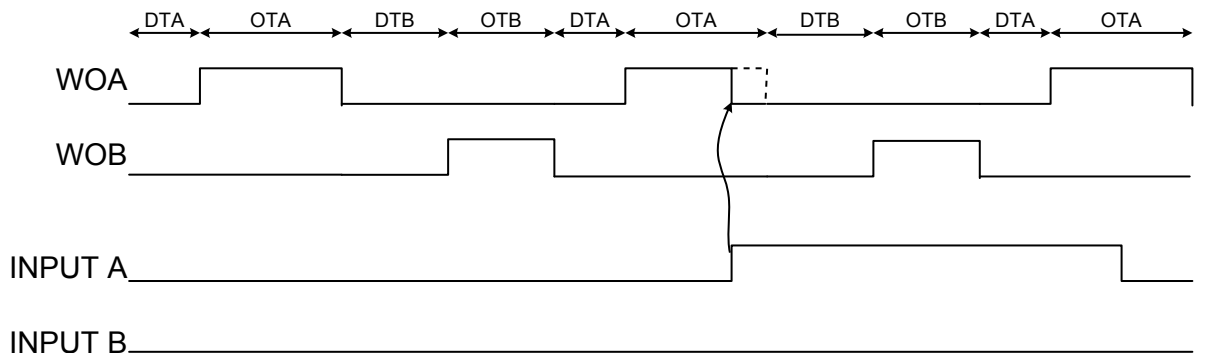 DTA OTA DTB OTB DTA OTA DTB OTB DTA OTA
WOA
WOB
INPUT A
INPUT B